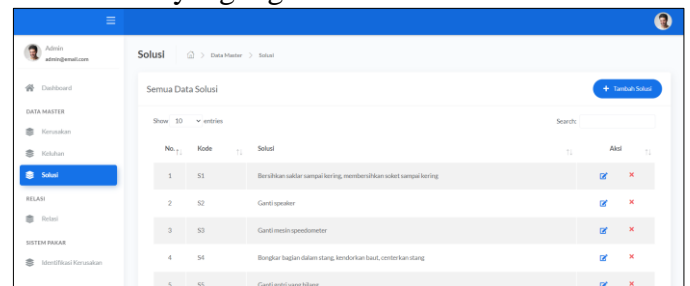 Admin
admin@email.com
Solusi > Data Master > Solusi
Dashboard
Semua Data Solusi
+ Tambah Solusi
DATA MASTER
Kerusakan
Keluhan
Solusi
RELASI
Relasi
SISTEM PAKAR
Identifikasi Kerusakan
Show 10 entries
Search:
No. Kode Solusi Aksi
1 S1 Bersihkan saklar sampai kering, membersihkan soket sampai kering
2 S2 Ganti speaker
3 S3 Ganti mesin speedometer
4 S4 Bongkar bagian dalam stang, kendorkan baut, centerkan stang
5 S5